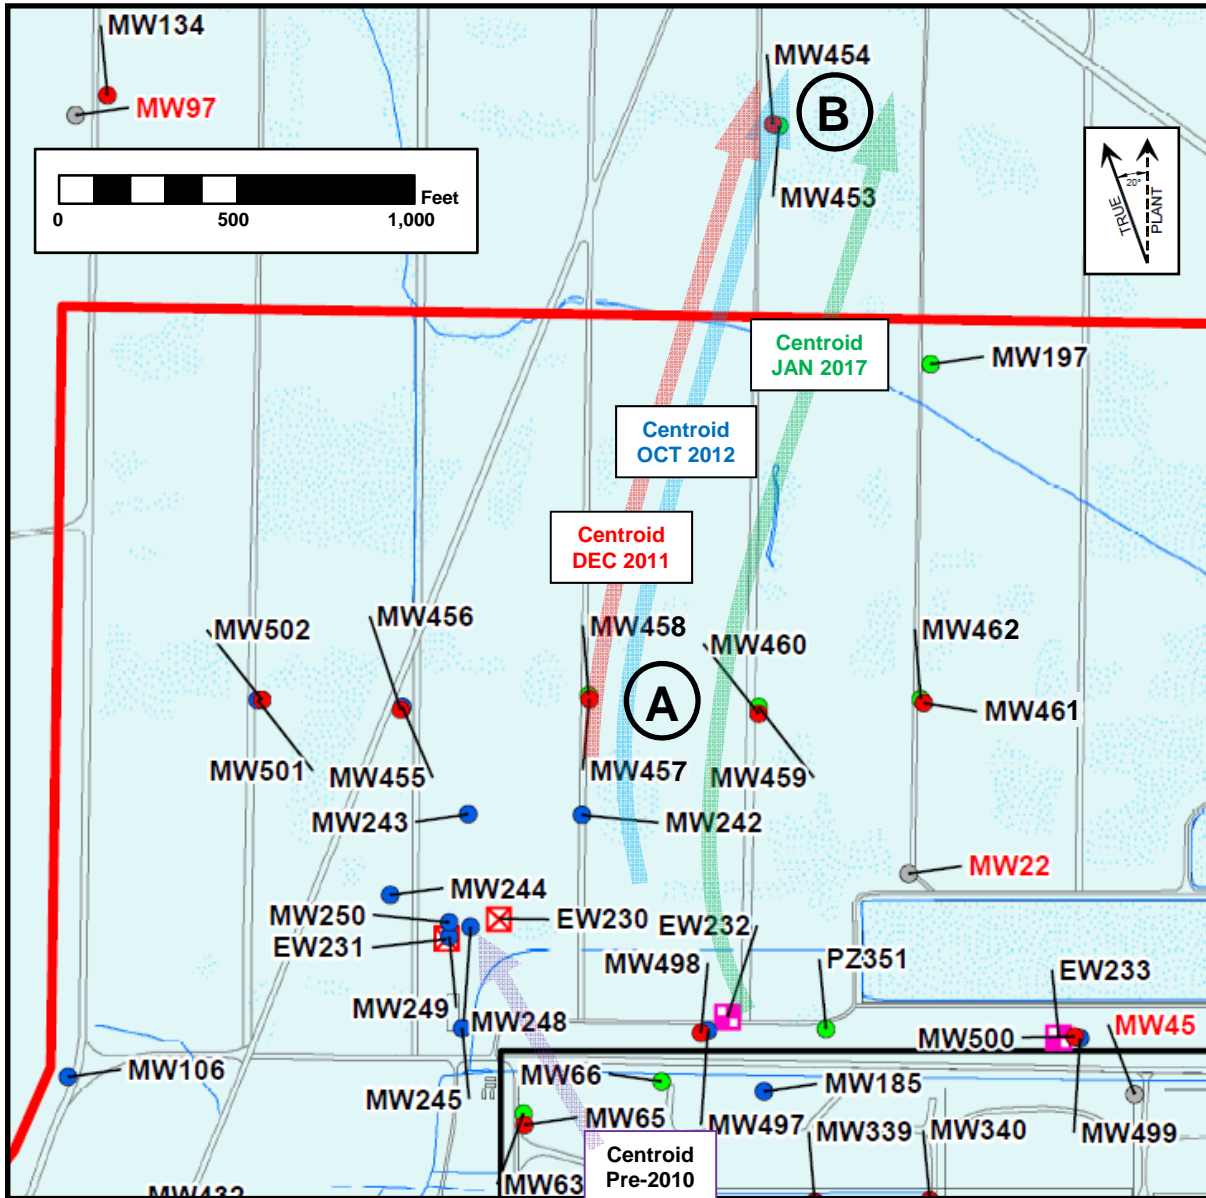 MW134
MW97
MW454
B
MW453
Feet
0 500 1,000
TRUE
20°
PLANT
Centroid
JAN 2017
MW197
Centroid
OCT 2012
Centroid
DEC 2011
MW502
MW456
MW458
MW460
MW462
A
MW461
MW501
MW455
MW457
MW459
MW243
MW242
MW22
MW244
MW250
EW230
EW232
EW231
MW498
PZ351
EW233
MW249
MW248
MW500
MW45
MW106
MW66
MW185
MW245
MW65
MW497
MW339
MW340
MW499
Centroid
Pre-2010
MW63
MW432